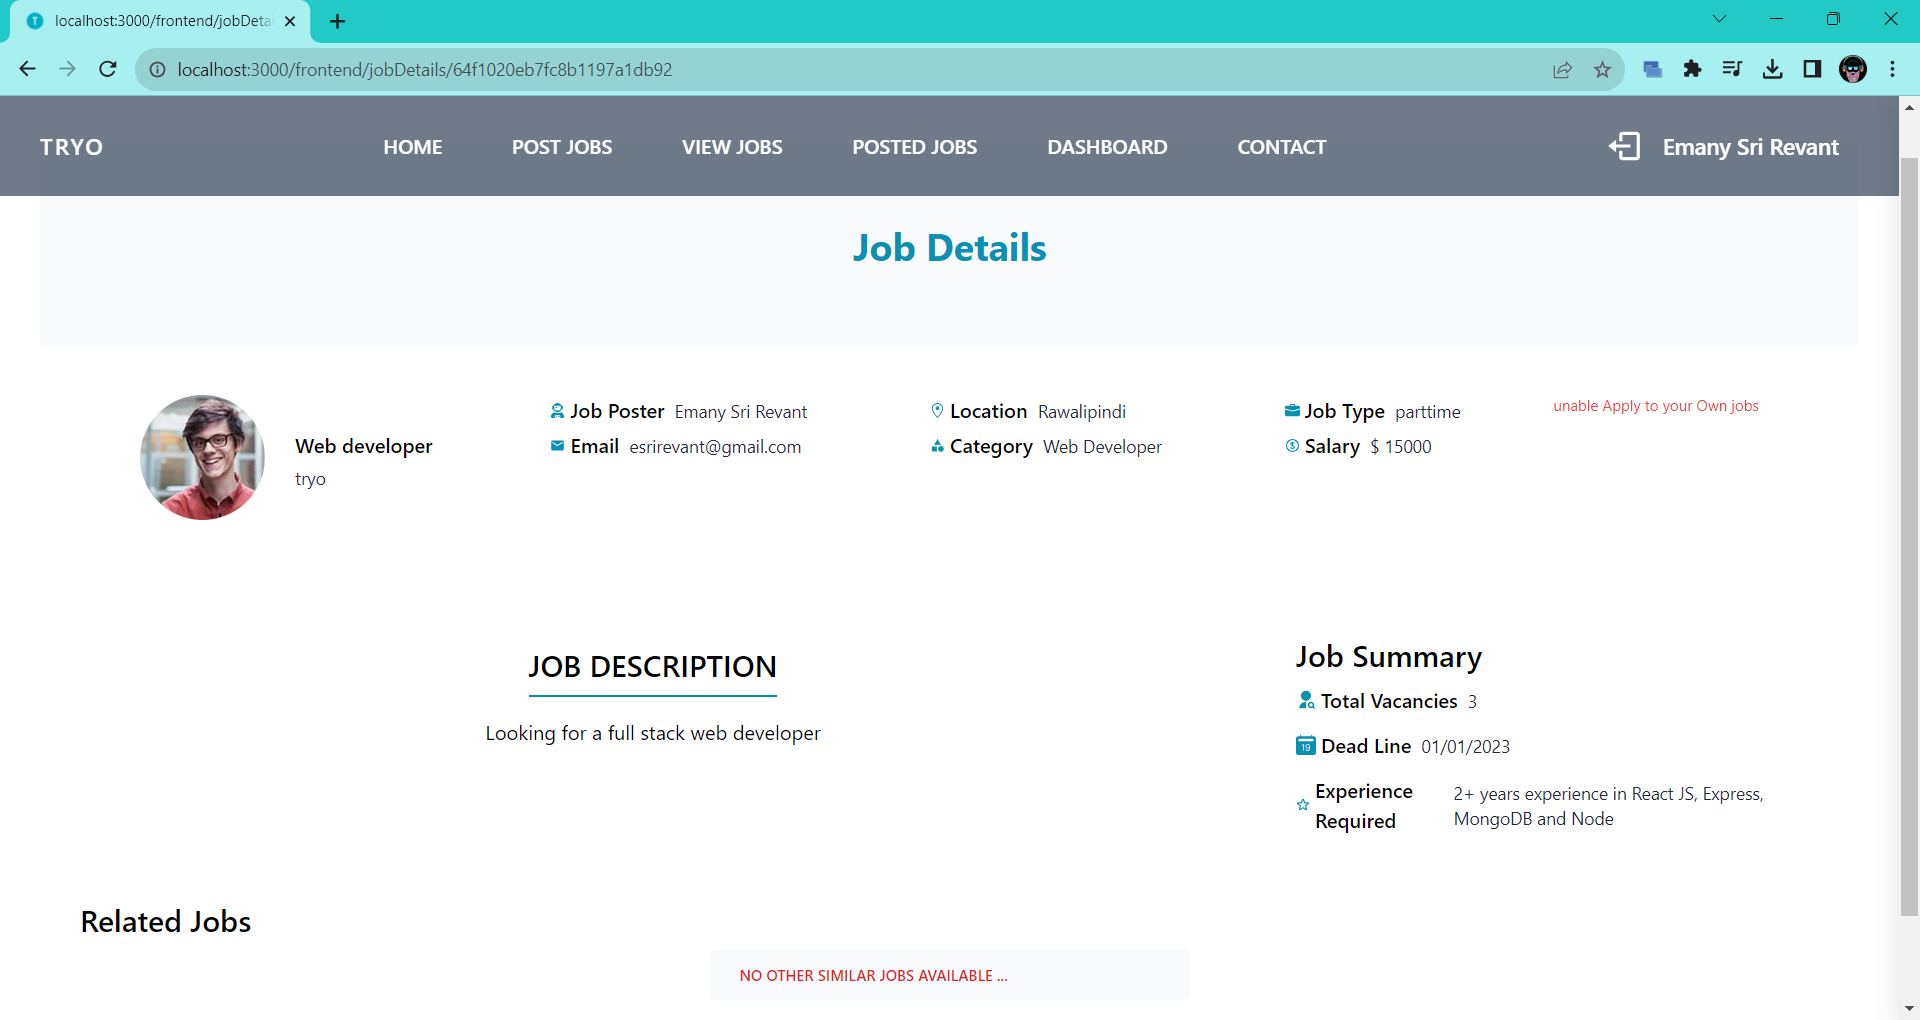 localhost:3000/frontend/jobDetai
localhost:3000/frontend/jobDetails/64f1020eb7fc8b1197a1db92
TRYO
HOME
POST JOBS
VIEW JOBS
POSTED JOBS
DASHBOARD
CONTACT
Emany Sri Revant
Job Details
Web developer
tryo
Job Poster Emany Sri Revant
Email esrirevant@gmail.com
Location Rawalipindi
Category Web Developer
Job Type parttime
Salary $ 15000
unable Apply to your Own jobs
JOB DESCRIPTION
Looking for a full stack web developer
Job Summary
Total Vacancies 3
19 Dead Line 01/01/2023
Experience
Required
2+ years experience in React JS, Express,
MongoDB and Node
Related Jobs
NO OTHER SIMILAR JOBS AVAILABLE ...